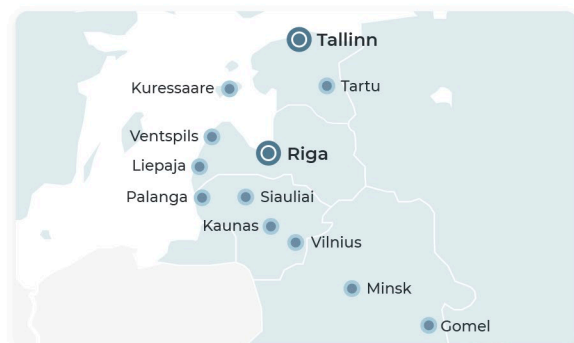 Tallinn
Tartu
Kuressaare
Ventspils
Riga
Liepaja
Palanga
Siauliai
Kaunas
Vilnius
Minsk
Gomel